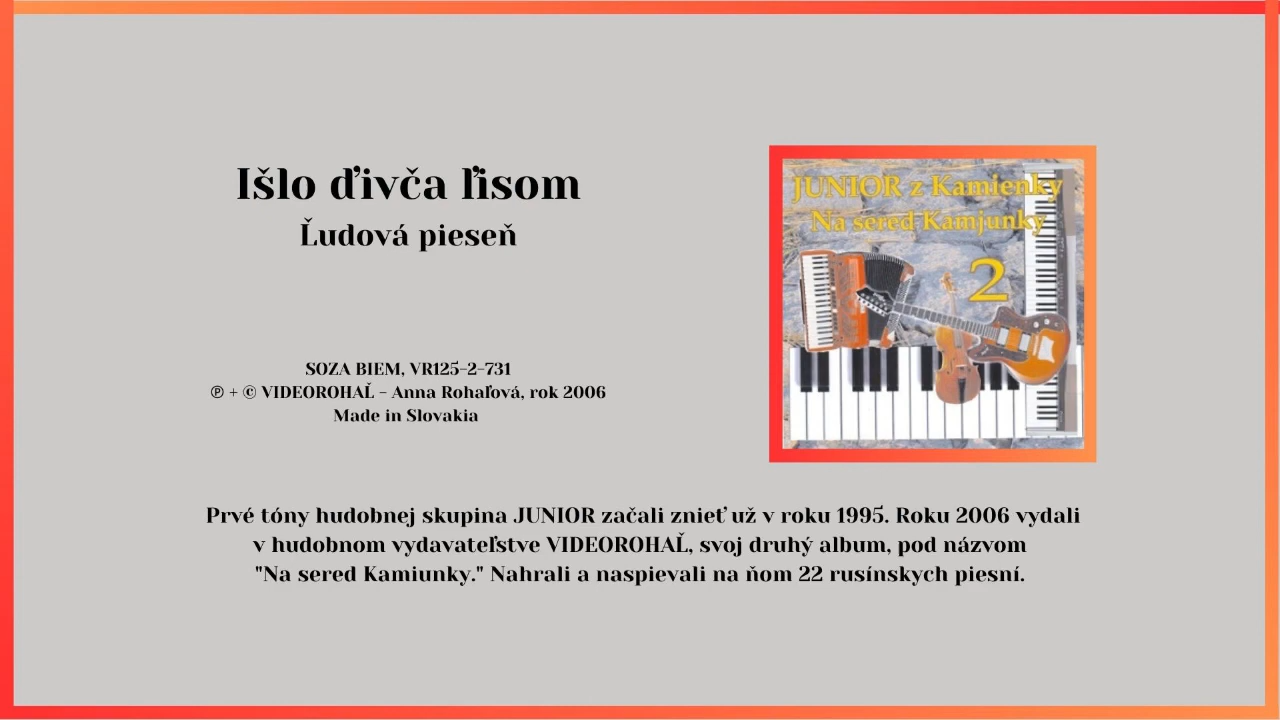 Išlo ďivča ľisom
Ľudová pieseň
JUNIOR z Kamienky
Na sered Kamjunky
2
SOZA BIEM, VR125-2-731
℗ + © VIDEOROHAĽ - Anna Rohaľová, rok 2006
Made in Slovakia
Prvé tóny hudobnej skupina JUNIOR začali znieť už v roku 1995. Roku 2006 vydali
v hudobnom vydavateľstve VIDEOROHAĽ, svoj druhý album, pod názvom
"Na sered Kamiunky." Nahrali a naspievali na ňom 22 rusínskych piesní.